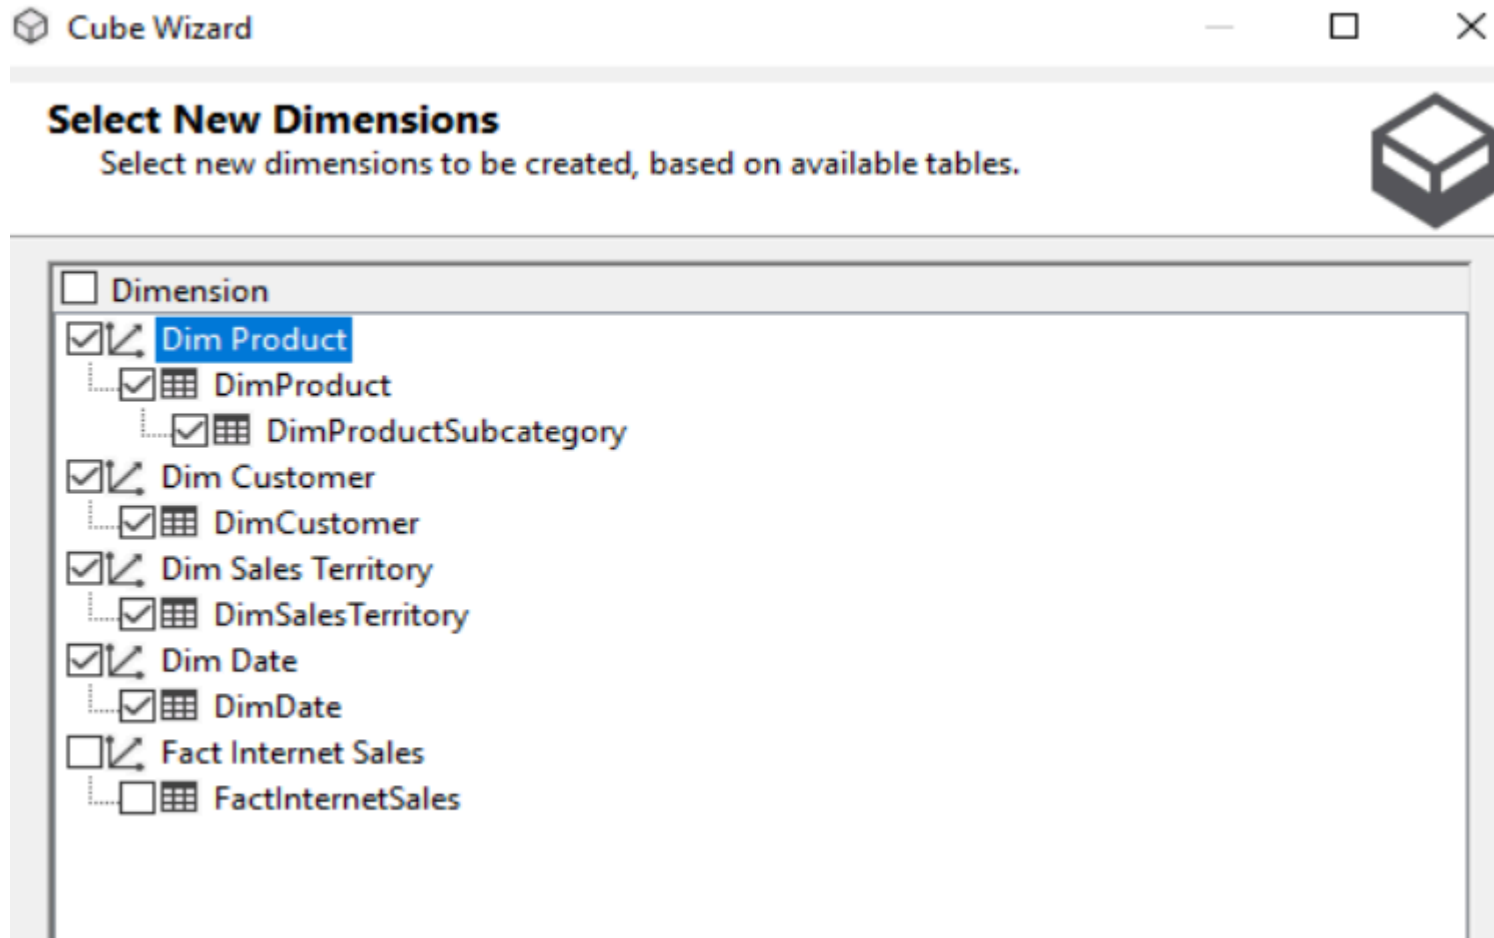 Cube Wizard
Select New Dimensions
Select new dimensions to be created, based on available tables.
Dimension
Dim Product
DimProduct
DimProductSubcategory
Dim Customer
DimCustomer
Dim Sales Territory
DimSalesTerritory
Dim Date
DimDate
Fact Internet Sales
FactInternetSales